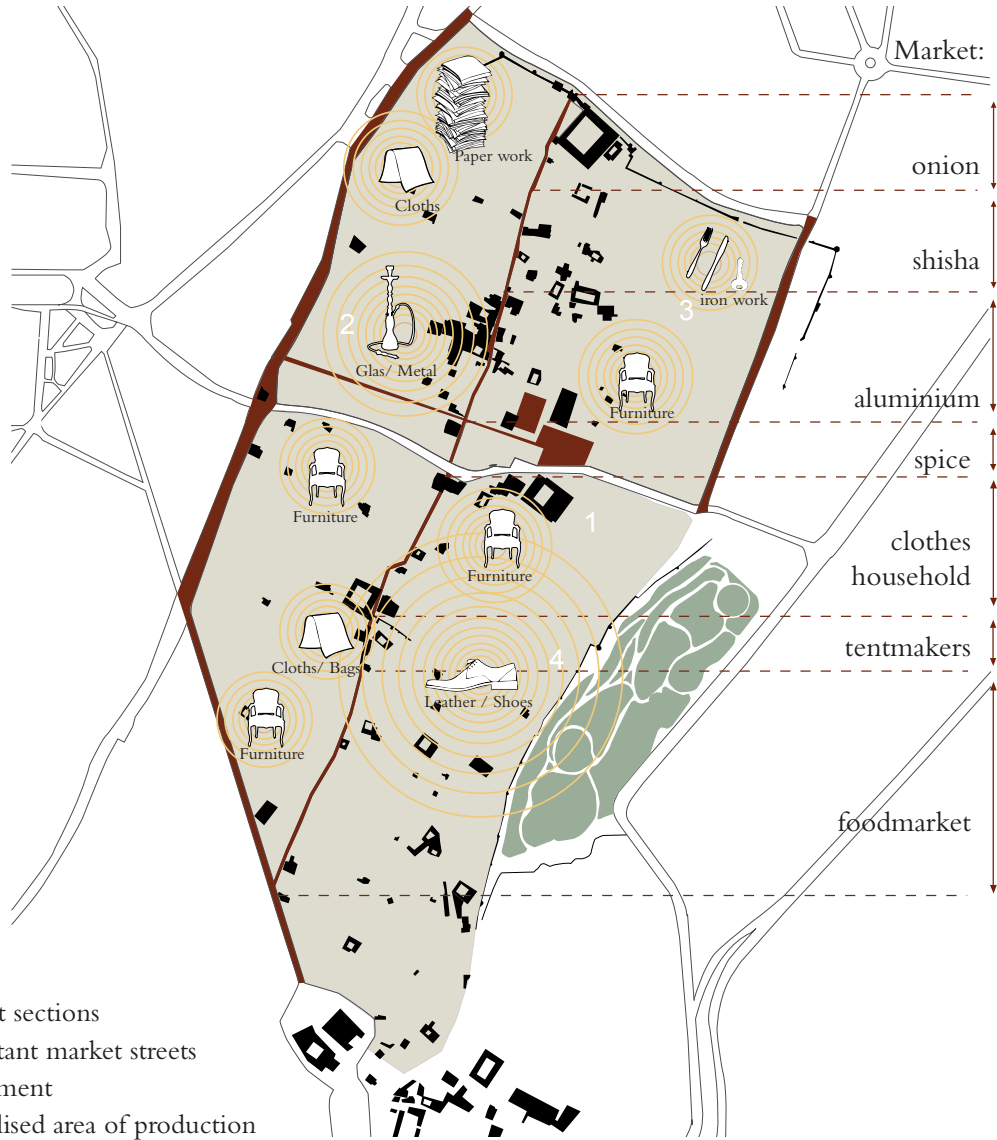 Market:
Paper work
onion
Cloths
shisha
iron work
3
2
Glas/ Metal
aluminium
Furniture
spice
Furniture
1
clothes
household
Furniture
tentmakers
Cloths/ Bags
4
Leather / Shoes
Furniture
foodmarket
t sections
tant market streets
ment
lised area of production